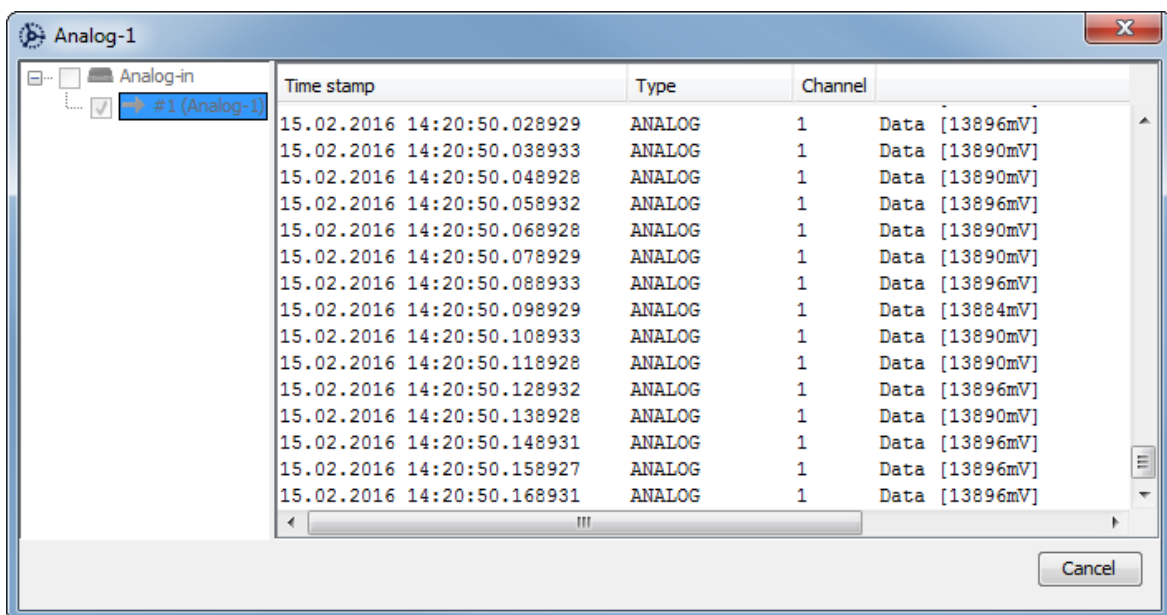 Analog-1
x
Analog-in
#1 (Analog-1)
Time stamp Type Channel
15.02.2016 14:20:50.028929 ANALOG 1 Data [13896mV]
15.02.2016 14:20:50.038933 ANALOG 1 Data [13890mV]
15.02.2016 14:20:50.048928 ANALOG 1 Data [13890mV]
15.02.2016 14:20:50.058932 ANALOG 1 Data [13896mV]
15.02.2016 14:20:50.068928 ANALOG 1 Data [13890mV]
15.02.2016 14:20:50.078929 ANALOG 1 Data [13890mV]
15.02.2016 14:20:50.088933 ANALOG 1 Data [13896mV]
15.02.2016 14:20:50.098929 ANALOG 1 Data [13884mV]
15.02.2016 14:20:50.108933 ANALOG 1 Data [13890mV]
15.02.2016 14:20:50.118928 ANALOG 1 Data [13890mV]
15.02.2016 14:20:50.128932 ANALOG 1 Data [13896mV]
15.02.2016 14:20:50.138928 ANALOG 1 Data [13890mV]
15.02.2016 14:20:50.148931 ANALOG 1 Data [13896mV]
15.02.2016 14:20:50.158927 ANALOG 1 Data [13896mV]
15.02.2016 14:20:50.168931 ANALOG 1 Data [13896mV]
Cancel